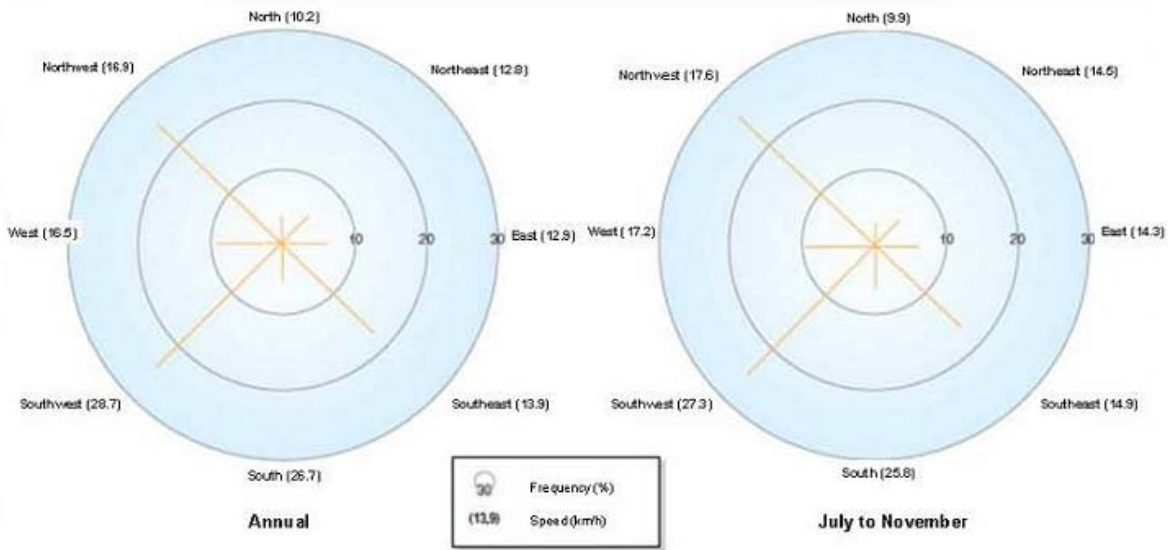 North (10.2)
Northwest (16.9)
Northeast (12.8)
West (16.5)
10
20
30
East (12.9)
Southwest (28.7)
Southeast (13.9)
South (26.7)
Annual
North (9.9)
Northwest (17.6)
Northeast (14.5)
West (17.2)
10
20
30
East (14.3)
Southwest (27.3)
Southeast (14.9)
South (25.8)
July to November
30 Frequency (%)
(13,9) Speed (km/h)